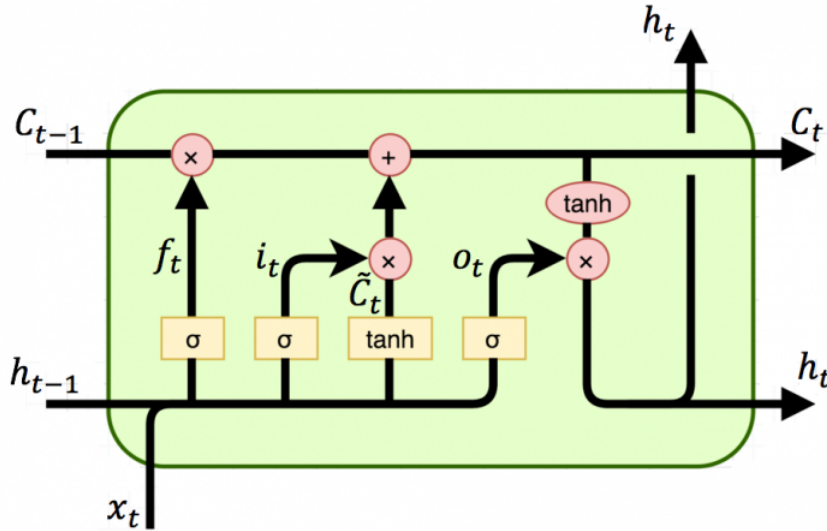 h_t
C_{t-1}
×
+
C_t
tanh
f_t
i_t
×
o_t
×
C̃_t
σ
σ
tanh
σ
h_{t-1}
h_t
x_t